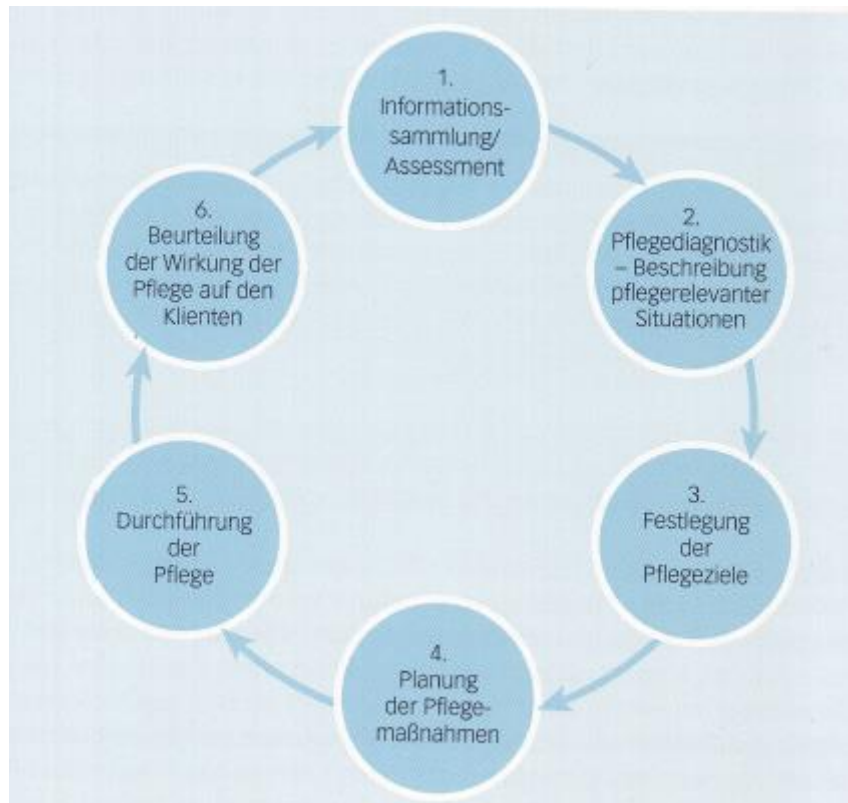 1.
Informations-
sammlung/
Assessment
2.
Pflegediagnostik
– Beschreibung
pflegerelevanter
Situationen
3.
Festlegung
der
Pflegeziele
4.
Planung
der Pflege-
maßnahmen
5.
Durchführung
der
Pflege
6.
Beurteilung
der Wirkung der
Pflege auf den
Klienten